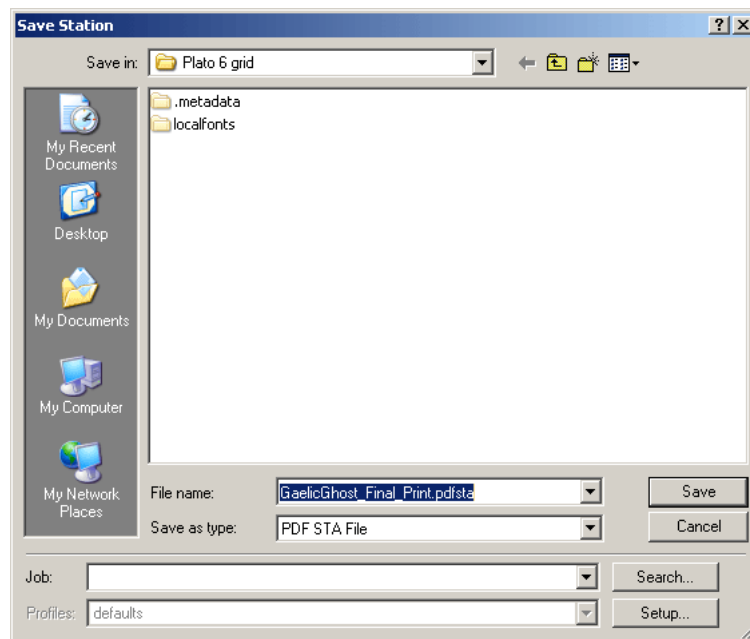 Save Station
Save in: Plato 6 grid
.metadata
localfonts
My Recent
Documents
Desktop
My Documents
My Computer
My Network
Places
File name: GaelicGhost_Final_Print.pdfsta Save
Save as type: PDF STA File Cancel
Job: Search...
Profiles: defaults Setup...